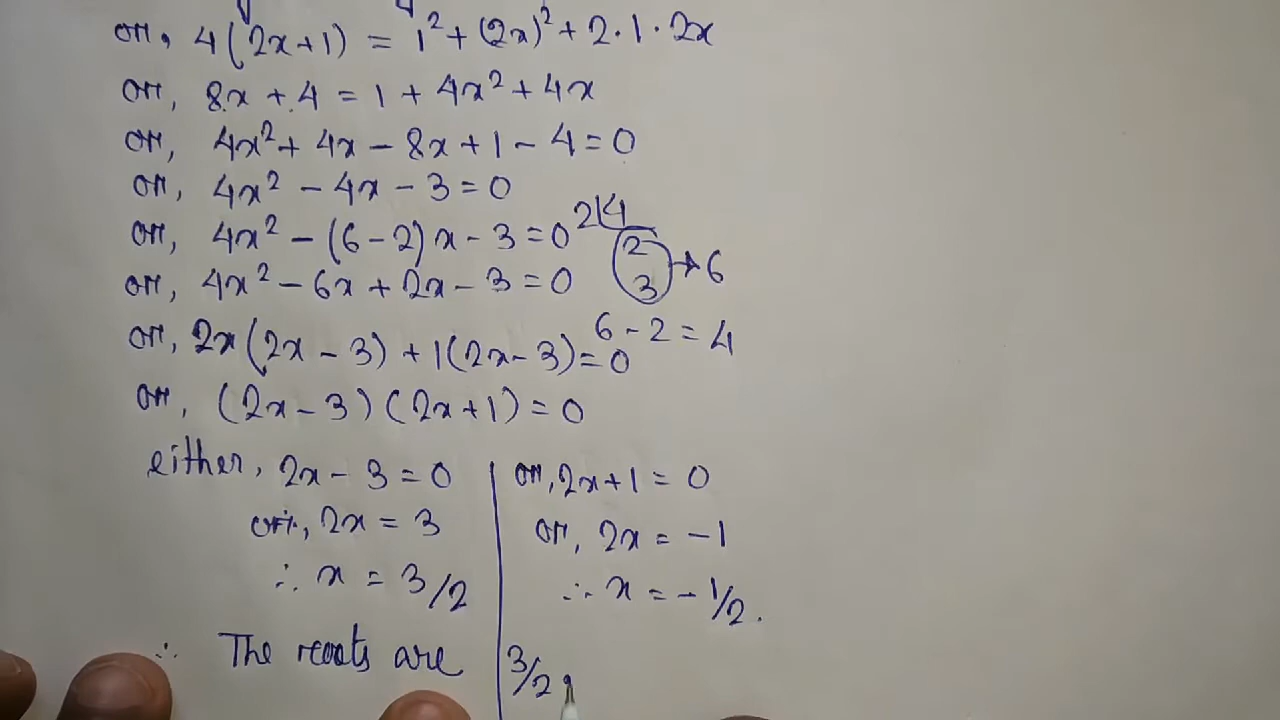 or, 4(2x+1) = 1² + (2x)² + 2·1·2x
or, 8x + 4 = 1 + 4x² + 4x
or, 4x² + 4x - 8x + 1 - 4 = 0
or, 4x² - 4x - 3 = 0
or, 4x² - (6-2)x - 3 = 0
2|4
2
3 → 6
or, 4x² - 6x + 2x - 3 = 0
6 - 2 = 4
or, 2x(2x - 3) + 1(2x - 3) = 0
or, (2x - 3)(2x + 1) = 0
either, 2x - 3 = 0
or, 2x = 3
∴ x = 3/2
or, 2x + 1 = 0
or, 2x = -1
∴ x = -1/2.
∴ The roots are 3/2